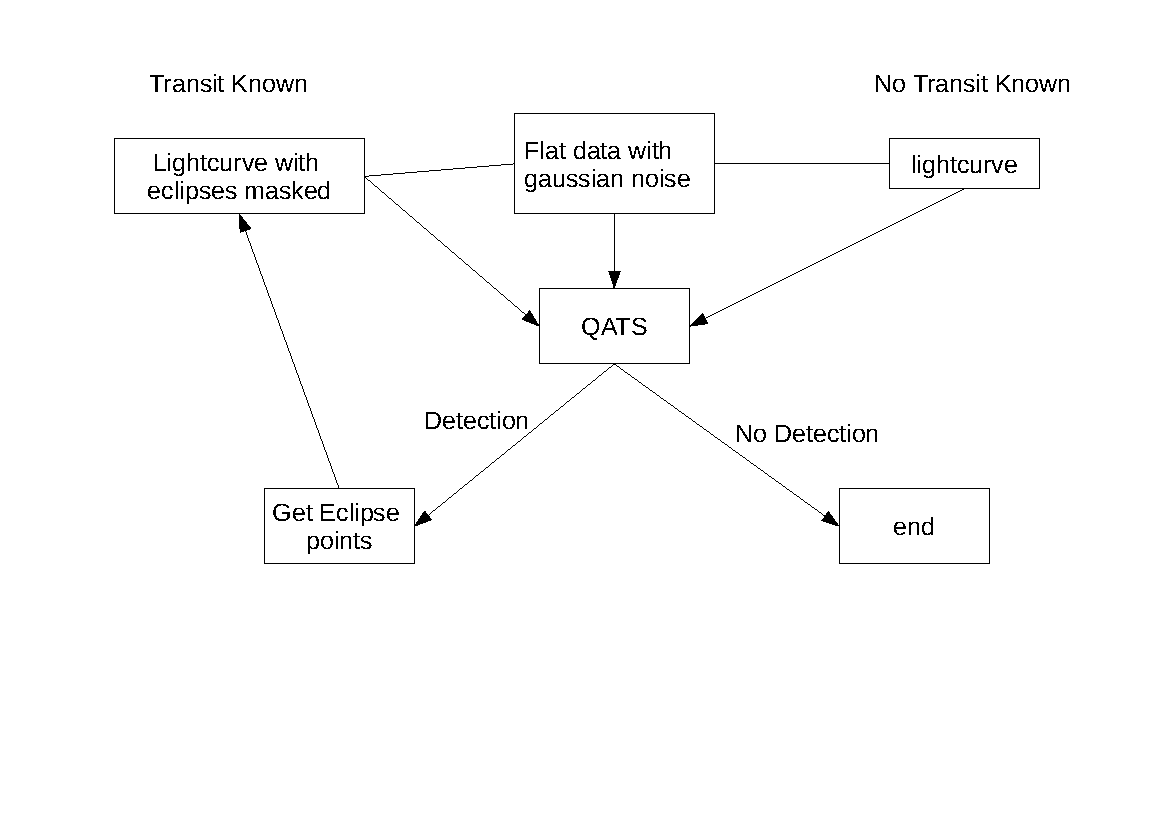 Transit Known
No Transit Known
Lightcurve with
eclipses masked
Flat data with
gaussian noise
lightcurve
QATS
Detection
No Detection
Get Eclipse
points
end